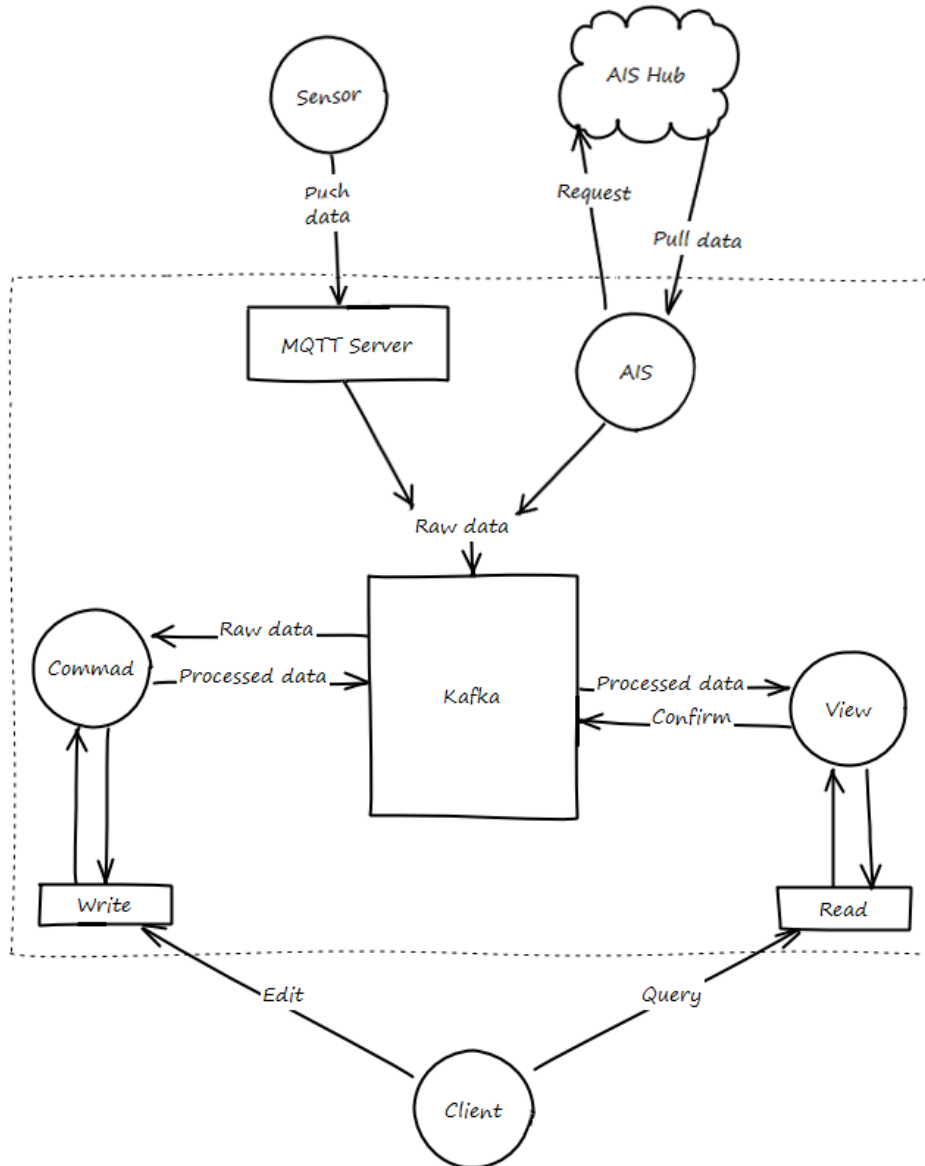 Sensor
AIS Hub
Push
data
Request
Pull data
MQTT Server
AIS
Raw data
Raw data
Commad
Processed data
Kafka
Processed data
Confirm
View
Write
Read
Edit
Query
Client